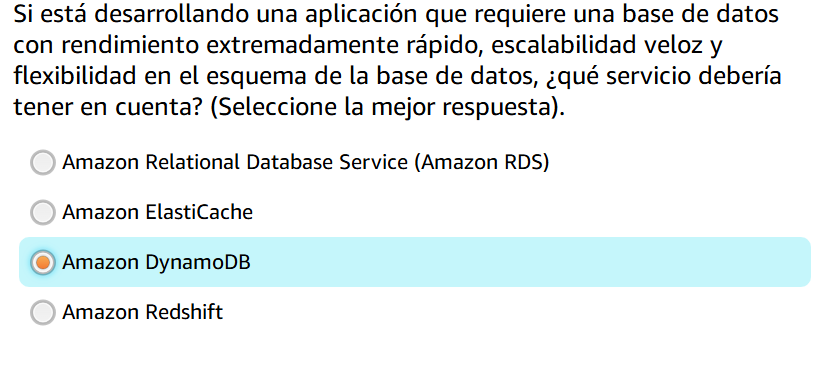 Si está desarrollando una aplicación que requiere una base de datos
con rendimiento extremadamente rápido, escalabilidad veloz y
flexibilidad en el esquema de la base de datos, ¿qué servicio debería
tener en cuenta? (Seleccione la mejor respuesta).
Amazon Relational Database Service (Amazon RDS)
Amazon ElastiCache
Amazon DynamoDB
Amazon Redshift